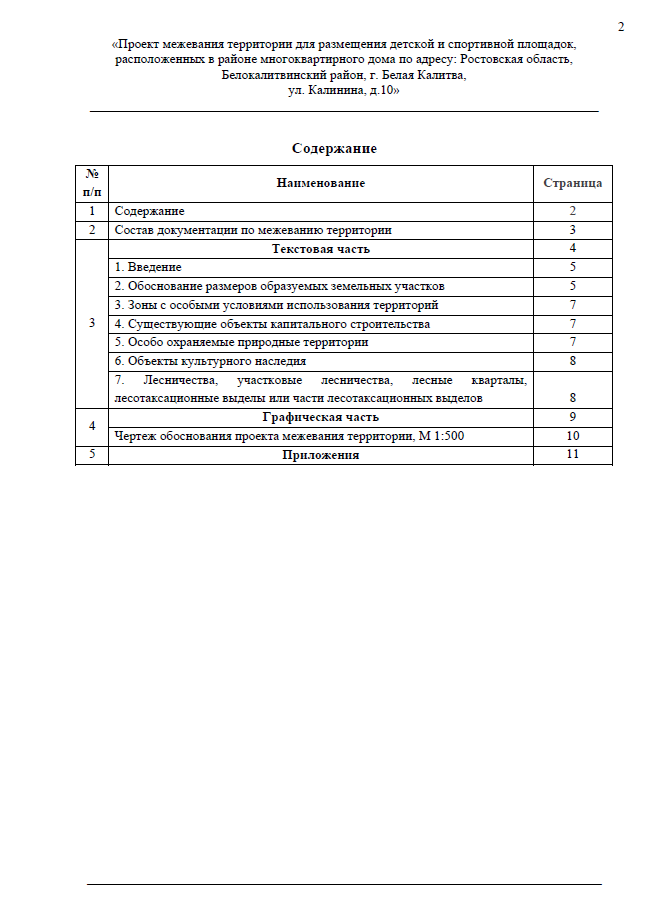 2
«Проект межевания территории для размещения детской и спортивной площадок,
расположенных в районе многоквартирного дома по адресу: Ростовская область,
Белокалитвинский район, г. Белая Калитва,
ул. Калинина, д.10»
Содержание
№ п/п Наименование Страница
1 Содержание 2
2 Состав документации по межеванию территории 3
3 Текстовая часть 4
1. Введение 5
2. Обоснование размеров образуемых земельных участков 5
3. Зоны с особыми условиями использования территорий 7
4. Существующие объекты капитального строительства 7
5. Особо охраняемые природные территории 7
6. Объекты культурного наследия 8
7. Лесничества, участковые лесничества, лесные кварталы,
лесотаксационные выделы или части лесотаксационных выделов 8
4 Графическая часть 9
Чертеж обоснования проекта межевания территории, М 1:500 10
5 Приложения 11